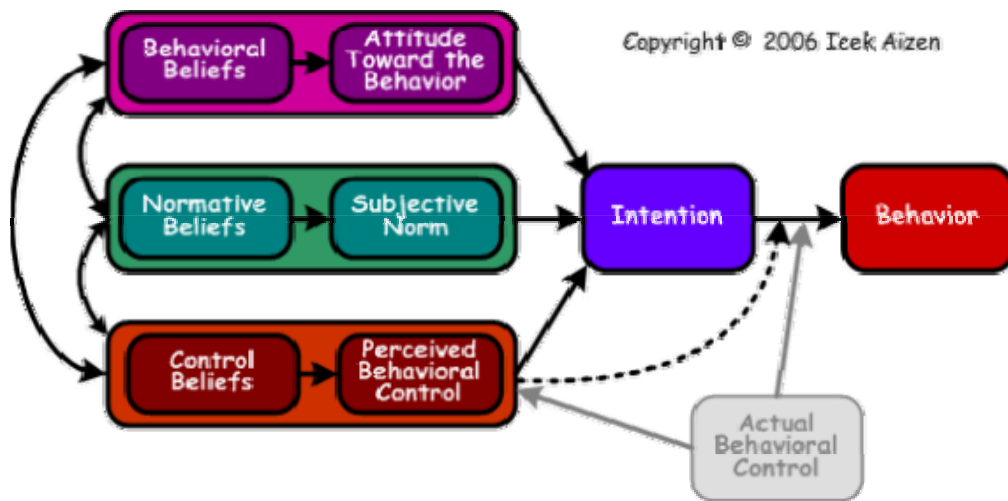 Behavioral
Beliefs
Attitude
Toward the
Behavior
Copyright © 2006 Icek Aizen
Normative
Beliefs
Subjective
Norm
Intention
Behavior
Control
Beliefs
Perceived
Behavioral
Control
Actual
Behavioral
Control